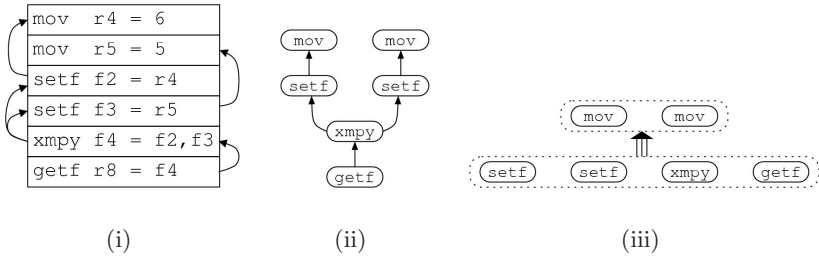 mov r4 = 6
mov r5 = 5
setf f2 = r4
setf f3 = r5
xmpy f4 = f2,f3
getf r8 = f4
mov mov
setf setf
xmpy
getf
mov mov
setf setf xmpy getf
(i) (ii) (iii)